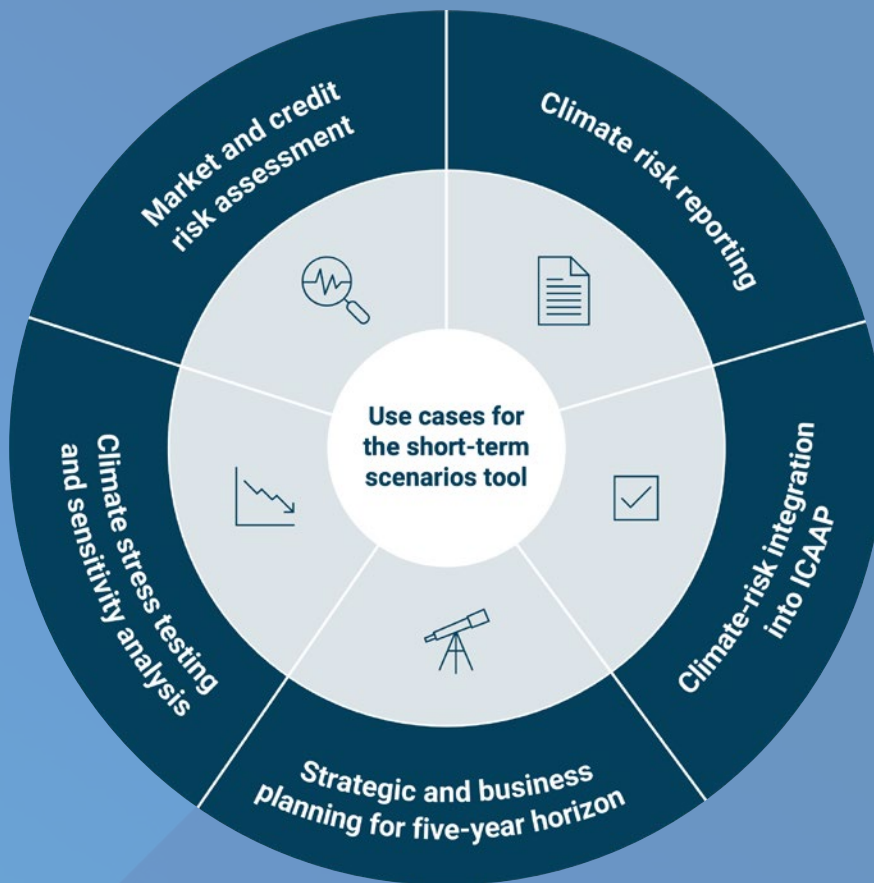 Use cases for
the short-term
scenarios tool
Climate risk reporting
Climate-risk integration
into ICAAP
Strategic and business
planning for five-year horizon
Climate stress testing
and sensitivity analysis
Market and credit
risk assessment